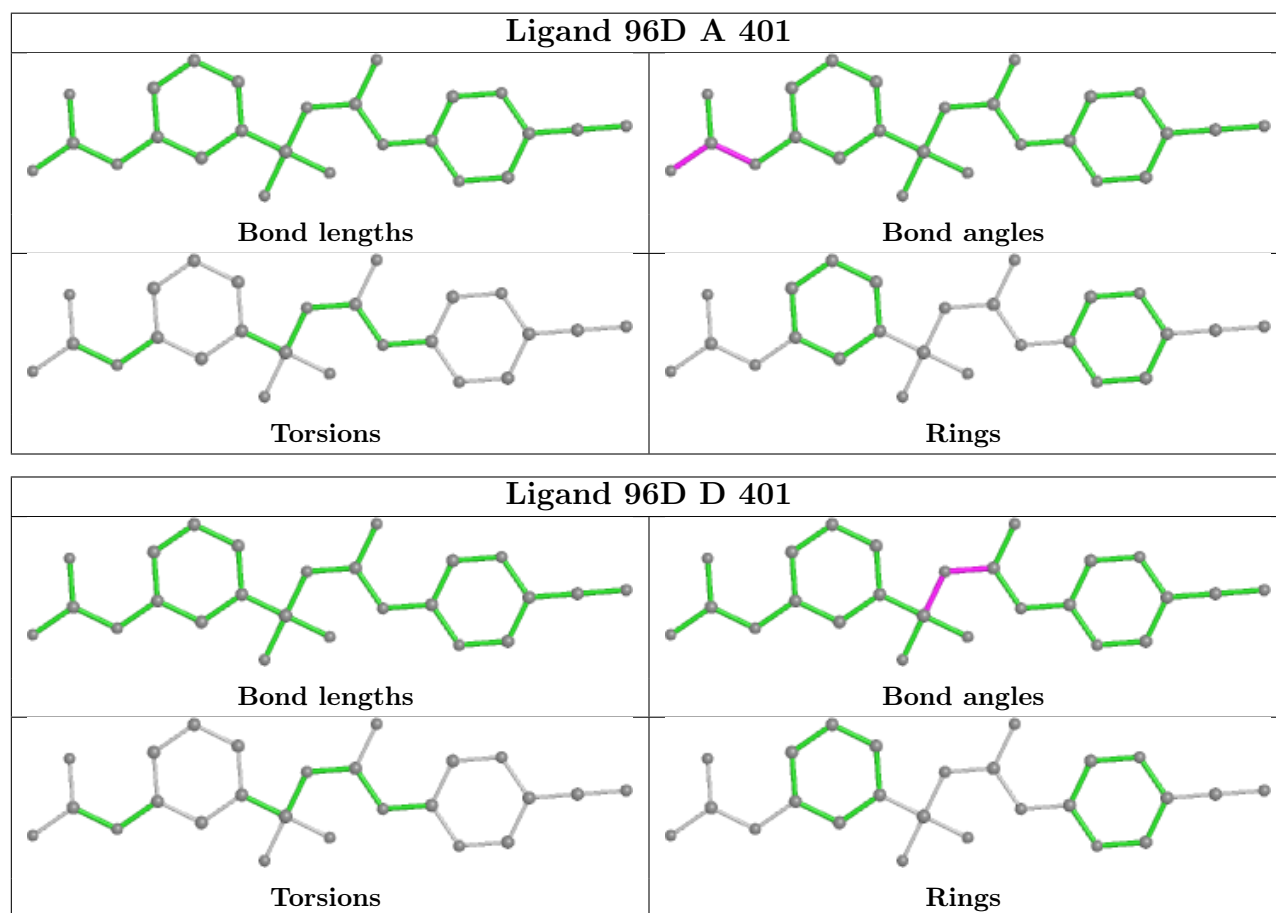 Ligand 96D A 401
Bond lengths
Bond angles
Torsions
Rings
Ligand 96D D 401
Bond lengths
Bond angles
Torsions
Rings